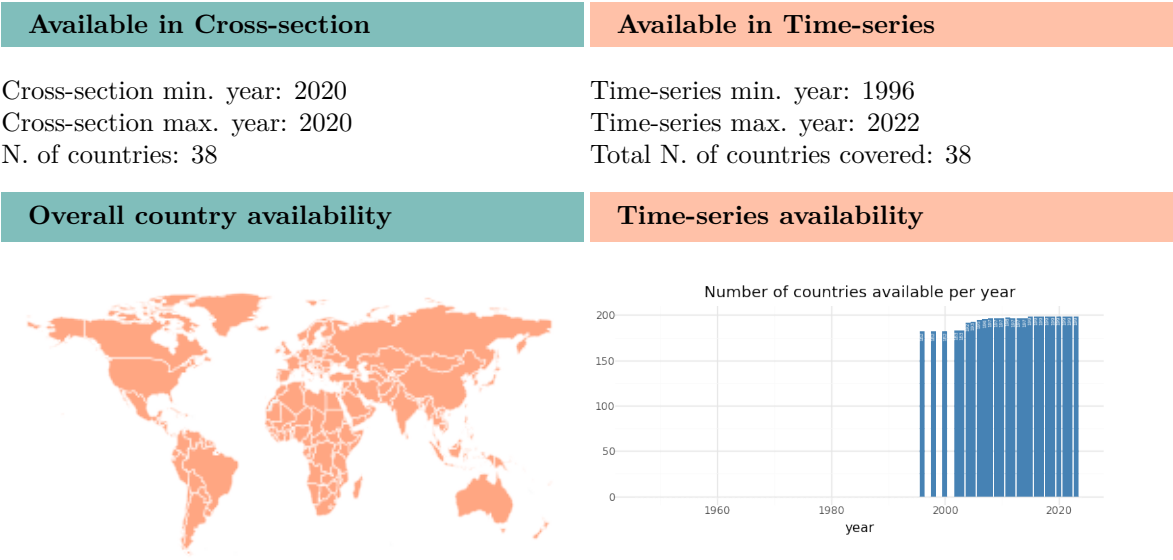 Available in Cross-section
Available in Time-series
Cross-section min. year: 2020
Cross-section max. year: 2020
N. of countries: 38
Time-series min. year: 1996
Time-series max. year: 2022
Total N. of countries covered: 38
Overall country availability
Time-series availability
Number of countries available per year
200
150
100
50
0
1960
1980
2000
2020
year